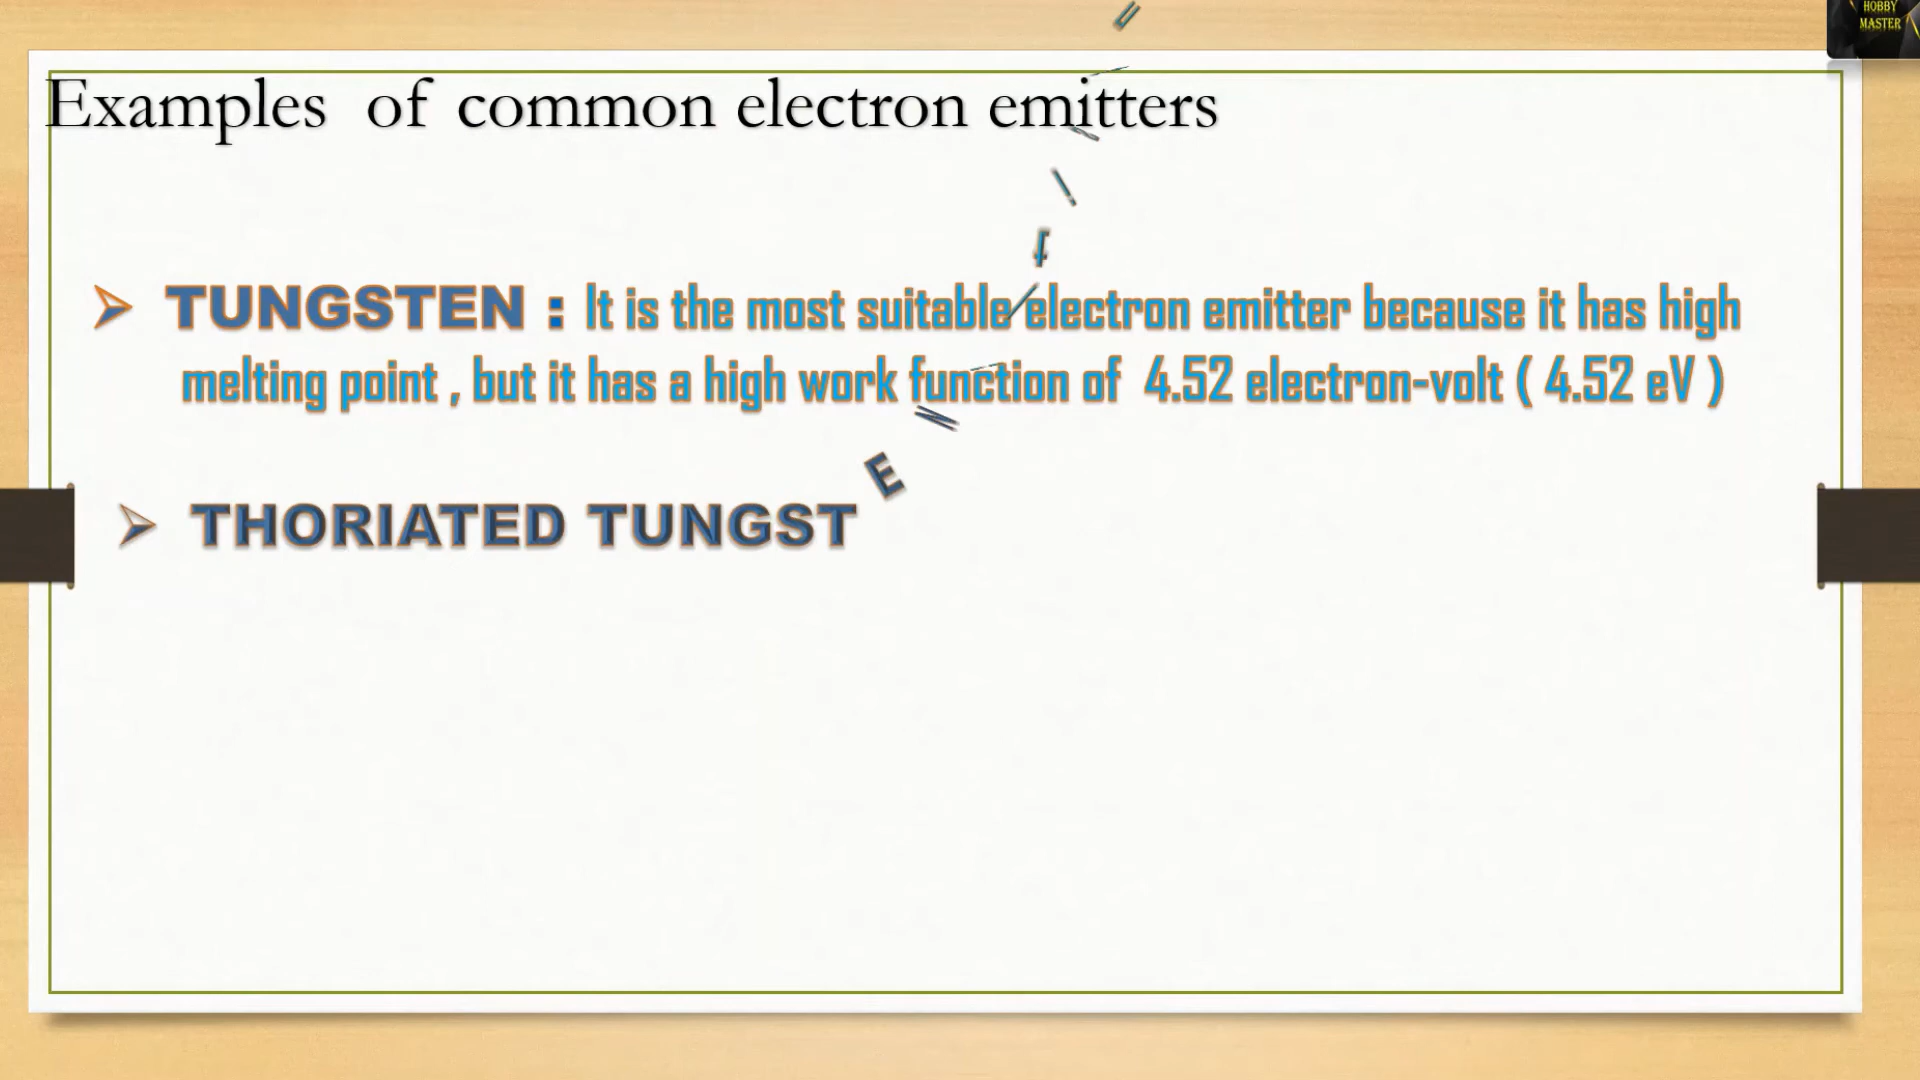 HOBBY
MASTER
Examples of common electron emitters
TUNGSTEN : It is the most suitable electron emitter because it has high
melting point , but it has a high work function of 4.52 electron-volt ( 4.52 eV )
THORIATED TUNGSTE